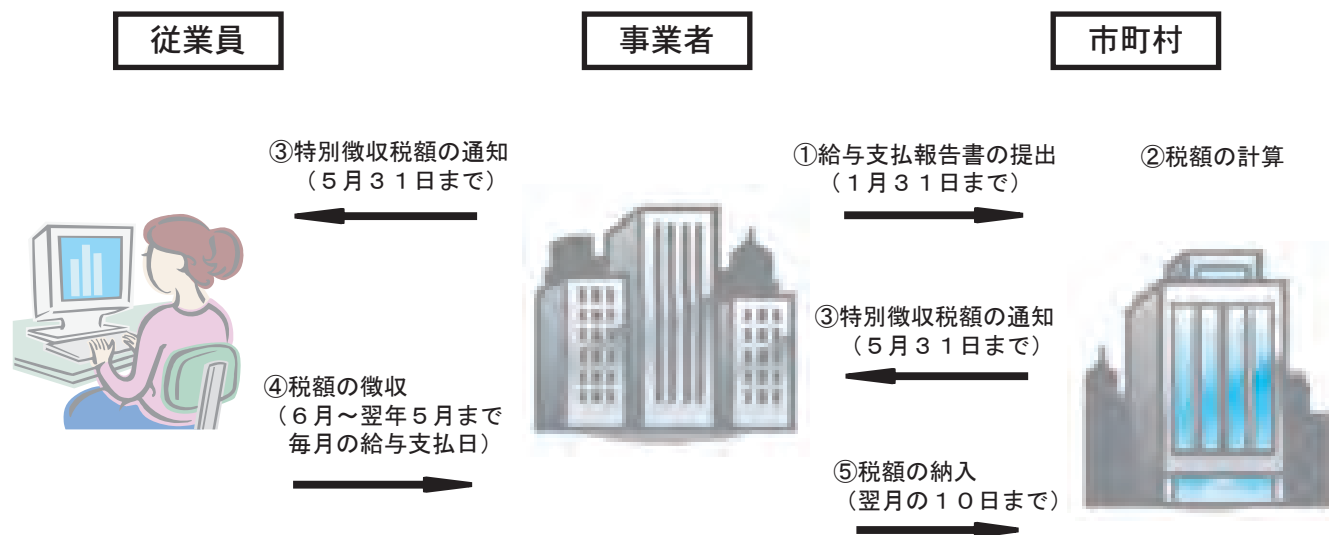 従業員
事業者
市町村
③特別徴収税額の通知
（５月３１日まで）
①給与支払報告書の提出
（１月３１日まで）
②税額の計算
③特別徴収税額の通知
（５月３１日まで）
④税額の徴収
（６月～翌年５月まで
毎月の給与支払日）
⑤税額の納入
（翌月の１０日まで）